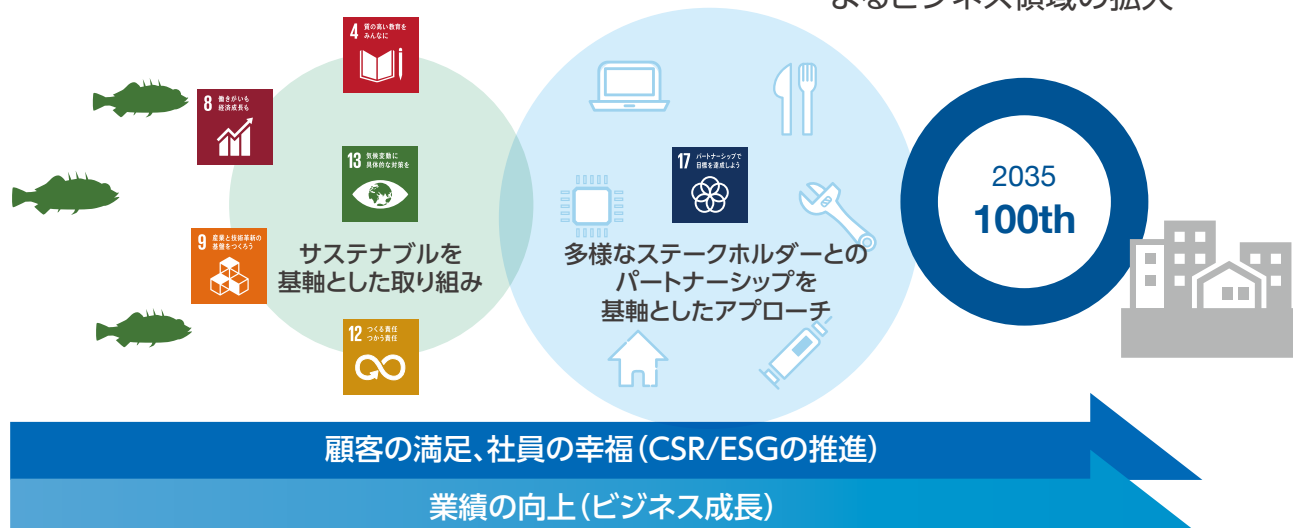 よるビジネス領域の拡大
4 質の高い教育を
みんなに
8 働きがいも
経済成長も
13 気候変動に
具体的な対策を
17 パートナーシップで
目標を達成しよう
2035
100th
9 産業と技術革新の
基盤をつくろう
サステナブルを
基軸とした取り組み
多様なステークホルダーとの
パートナーシップを
基軸としたアプローチ
12 つくる責任
つかう責任
顧客の満足、社員の幸福(CSR/ESGの推進)
業績の向上(ビジネス成長)